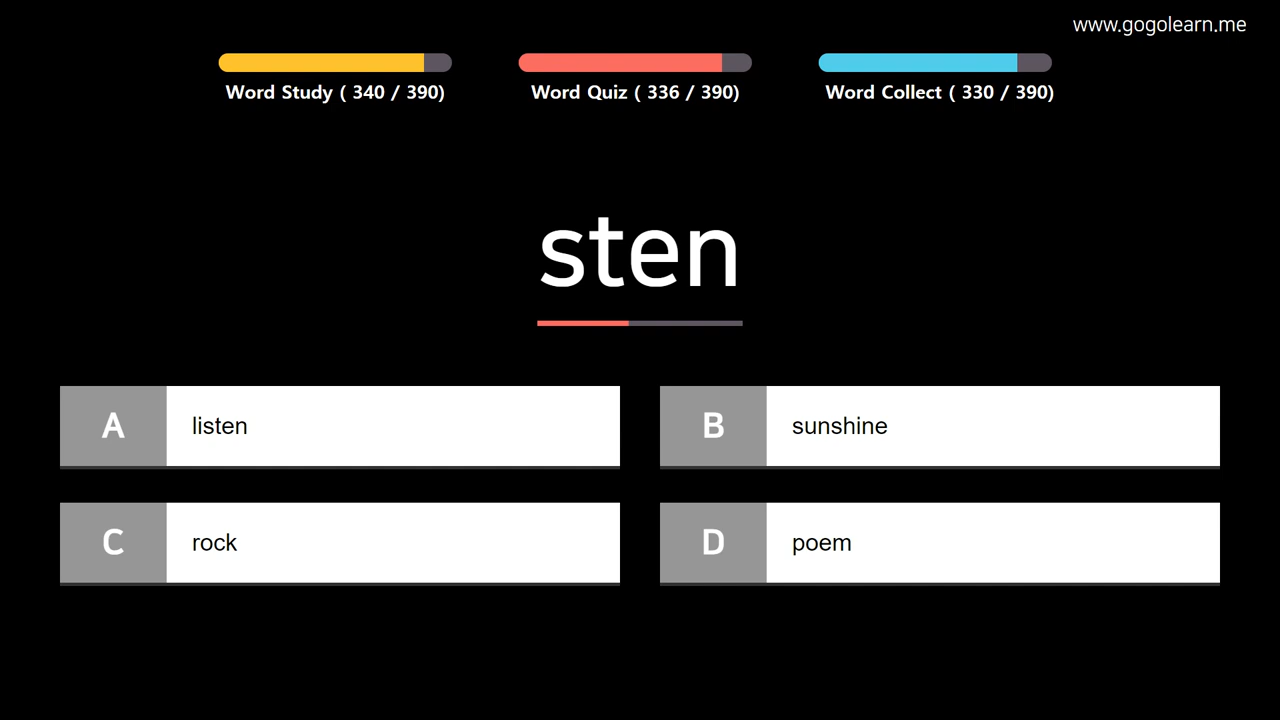 www.gogolearn.me
Word Study ( 340 / 390)
Word Quiz ( 336 / 390)
Word Collect ( 330 / 390)
sten
A listen
B sunshine
C rock
D poem